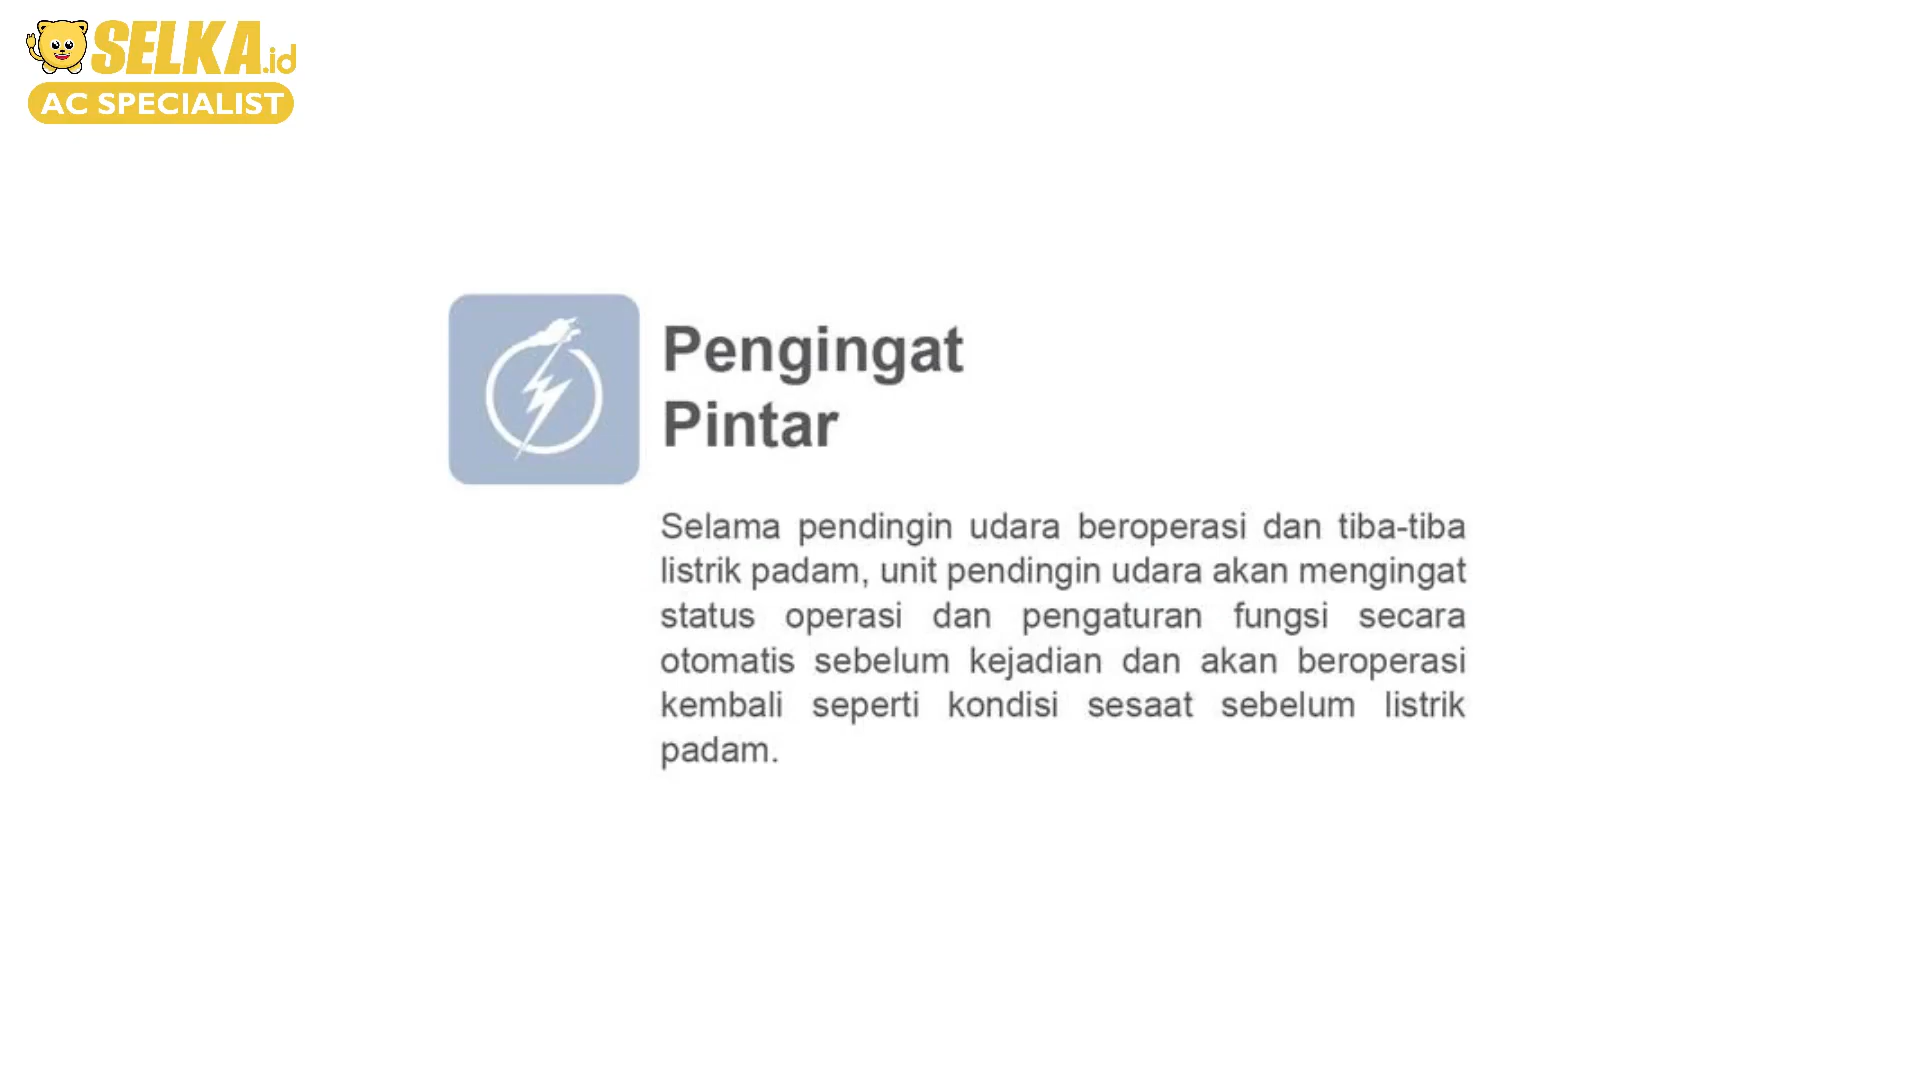 SELKA.id
AC SPECIALIST
Pengingat
Pintar
Selama pendingin udara beroperasi dan tiba-tiba
listrik padam, unit pendingin udara akan mengingat
status operasi dan pengaturan fungsi secara
otomatis sebelum kejadian dan akan beroperasi
kembali seperti kondisi sesaat sebelum listrik
padam.